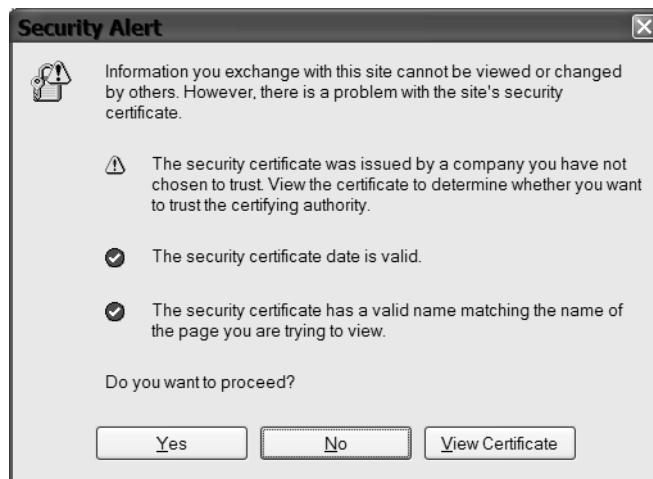 Security Alert
Information you exchange with this site cannot be viewed or changed
by others. However, there is a problem with the site's security
certificate.
The security certificate was issued by a company you have not
chosen to trust. View the certificate to determine whether you want
to trust the certifying authority.
The security certificate date is valid.
The security certificate has a valid name matching the name of
the page you are trying to view.
Do you want to proceed?
Yes No View Certificate